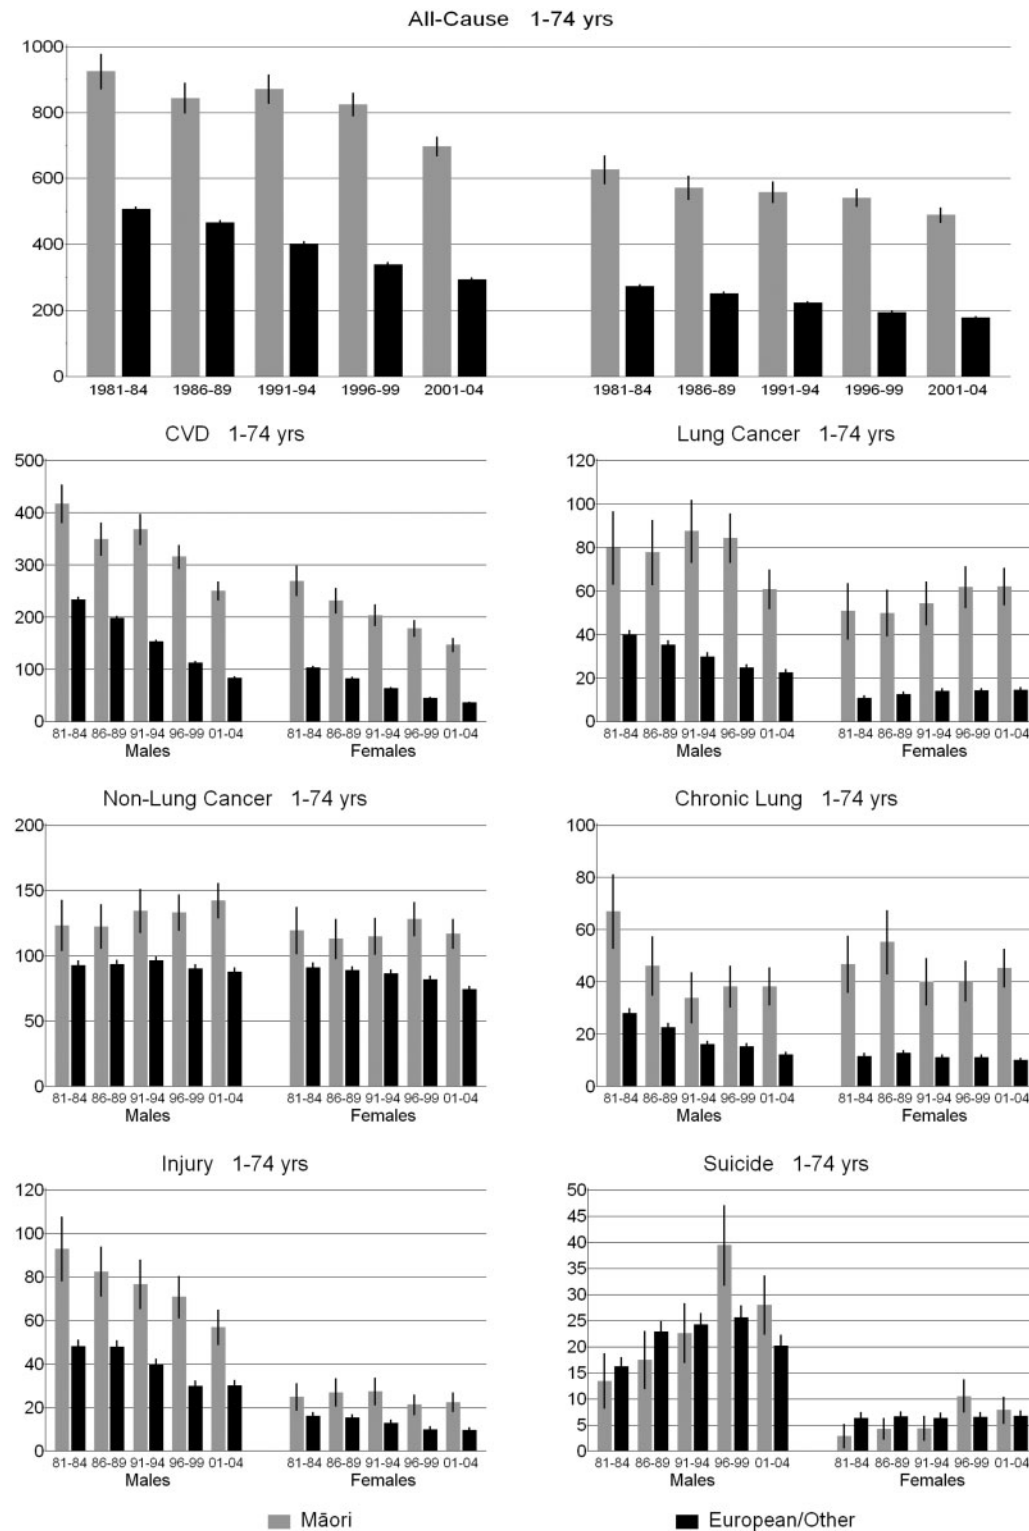 All-Cause 1-74 yrs
1000
800
600
400
200
0
1981-84 1986-89 1991-94 1996-99 2001-04 1981-84 1986-89 1991-94 1996-99 2001-04
CVD 1-74 yrs
500
400
300
200
100
0
81-84 86-89 91-94 96-99 01-04 81-84 86-89 91-94 96-99 01-04
Males Females
Lung Cancer 1-74 yrs
120
100
80
60
40
20
0
81-84 86-89 91-94 96-99 01-04 81-84 86-89 91-94 96-99 01-04
Males Females
Non-Lung Cancer 1-74 yrs
200
150
100
50
0
81-84 86-89 91-94 96-99 01-04 81-84 86-89 91-94 96-99 01-04
Males Females
Chronic Lung 1-74 yrs
100
80
60
40
20
0
81-84 86-89 91-94 96-99 01-04 81-84 86-89 91-94 96-99 01-04
Males Females
Injury 1-74 yrs
120
100
80
60
40
20
0
81-84 86-89 91-94 96-99 01-04 81-84 86-89 91-94 96-99 01-04
Males Females
Suicide 1-74 yrs
50
45
40
35
30
25
20
15
10
5
0
81-84 86-89 91-94 96-99 01-04 81-84 86-89 91-94 96-99 01-04
Males Females
Māori European/Other